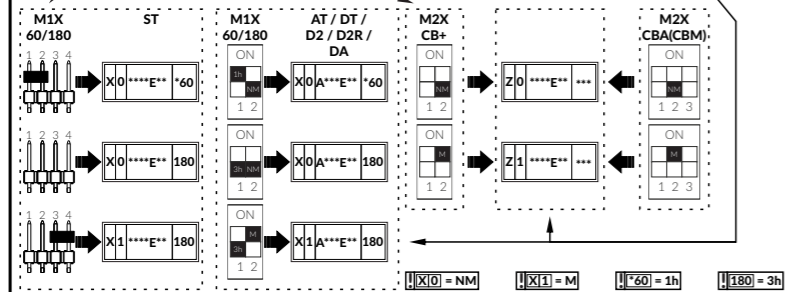 M1X 60/180
ST
1 2 3 4
X 0 ****E** *60
1 2 3 4
X 0 ****E** 180
1 2 3 4
X 1 ****E** 180
M1X 60/180
AT / DT / D2 / D2R / DA
ON
1h
NM
1 2
X 0 A***E** *60
ON
3h NM
1 2
X 0 A***E** 180
ON
M
3h
1 2
X 1 A***E** 180
M2X CB+
ON
NM
1 2
Z 0 ****E** ***
ON
M
1 2
Z 1 ****E** ***
M2X CBA(CBM)
ON
NM
1 2 3
ON
M
1 2 3
! X 0 = NM
! X 1 = M
! *60 = 1h
! 180 = 3h